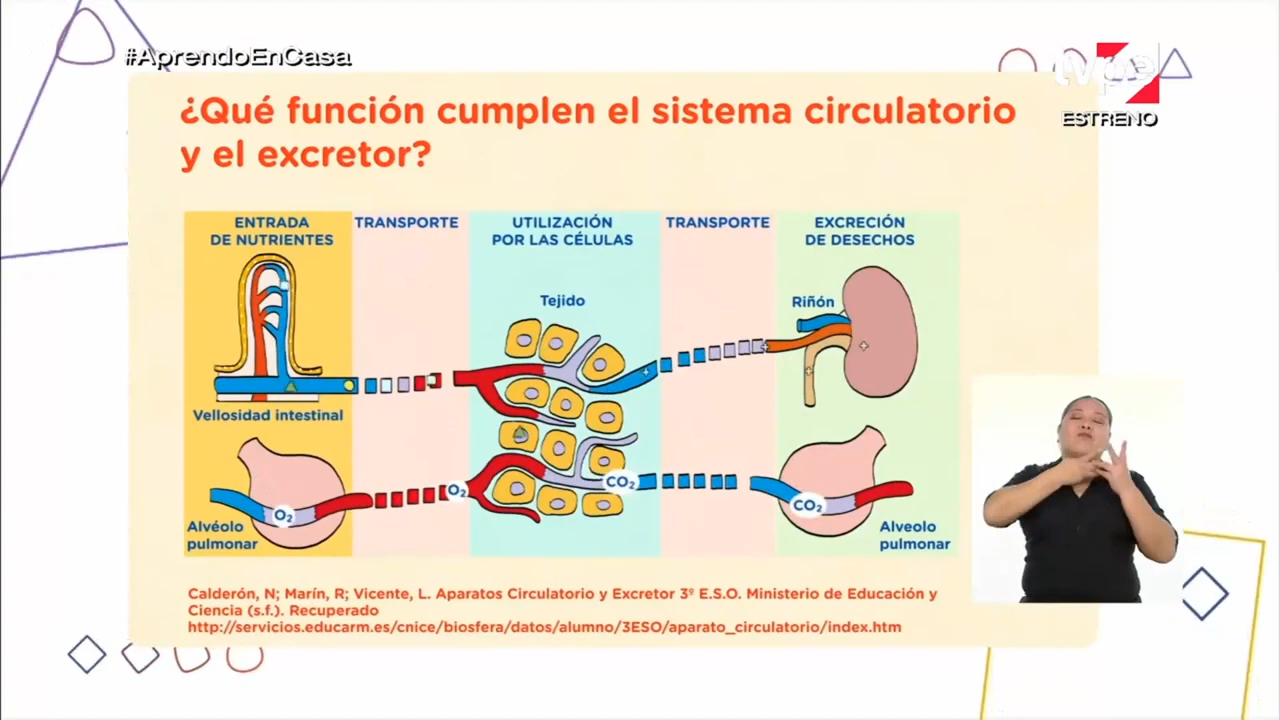 #AprendoEnCasa
tvpe
ESTRENO
¿Qué función cumplen el sistema circulatorio
y el excretor?
ENTRADA
DE NUTRIENTES
TRANSPORTE
UTILIZACIÓN
POR LAS CÉLULAS
TRANSPORTE
EXCRECIÓN
DE DESECHOS
Tejido
Riñón
Vellosidad intestinal
O₂
O₂
CO₂
CO₂
Alvéolo
pulmonar
Alveolo
pulmonar
Calderón, N; Marín, R; Vicente, L. Aparatos Circulatorio y Excretor 3º E.S.O. Ministerio de Educación y
Ciencia (s.f.). Recuperado
http://servicios.educarm.es/cnice/biosfera/datos/alumno/3ESO/aparato_circulatorio/index.htm